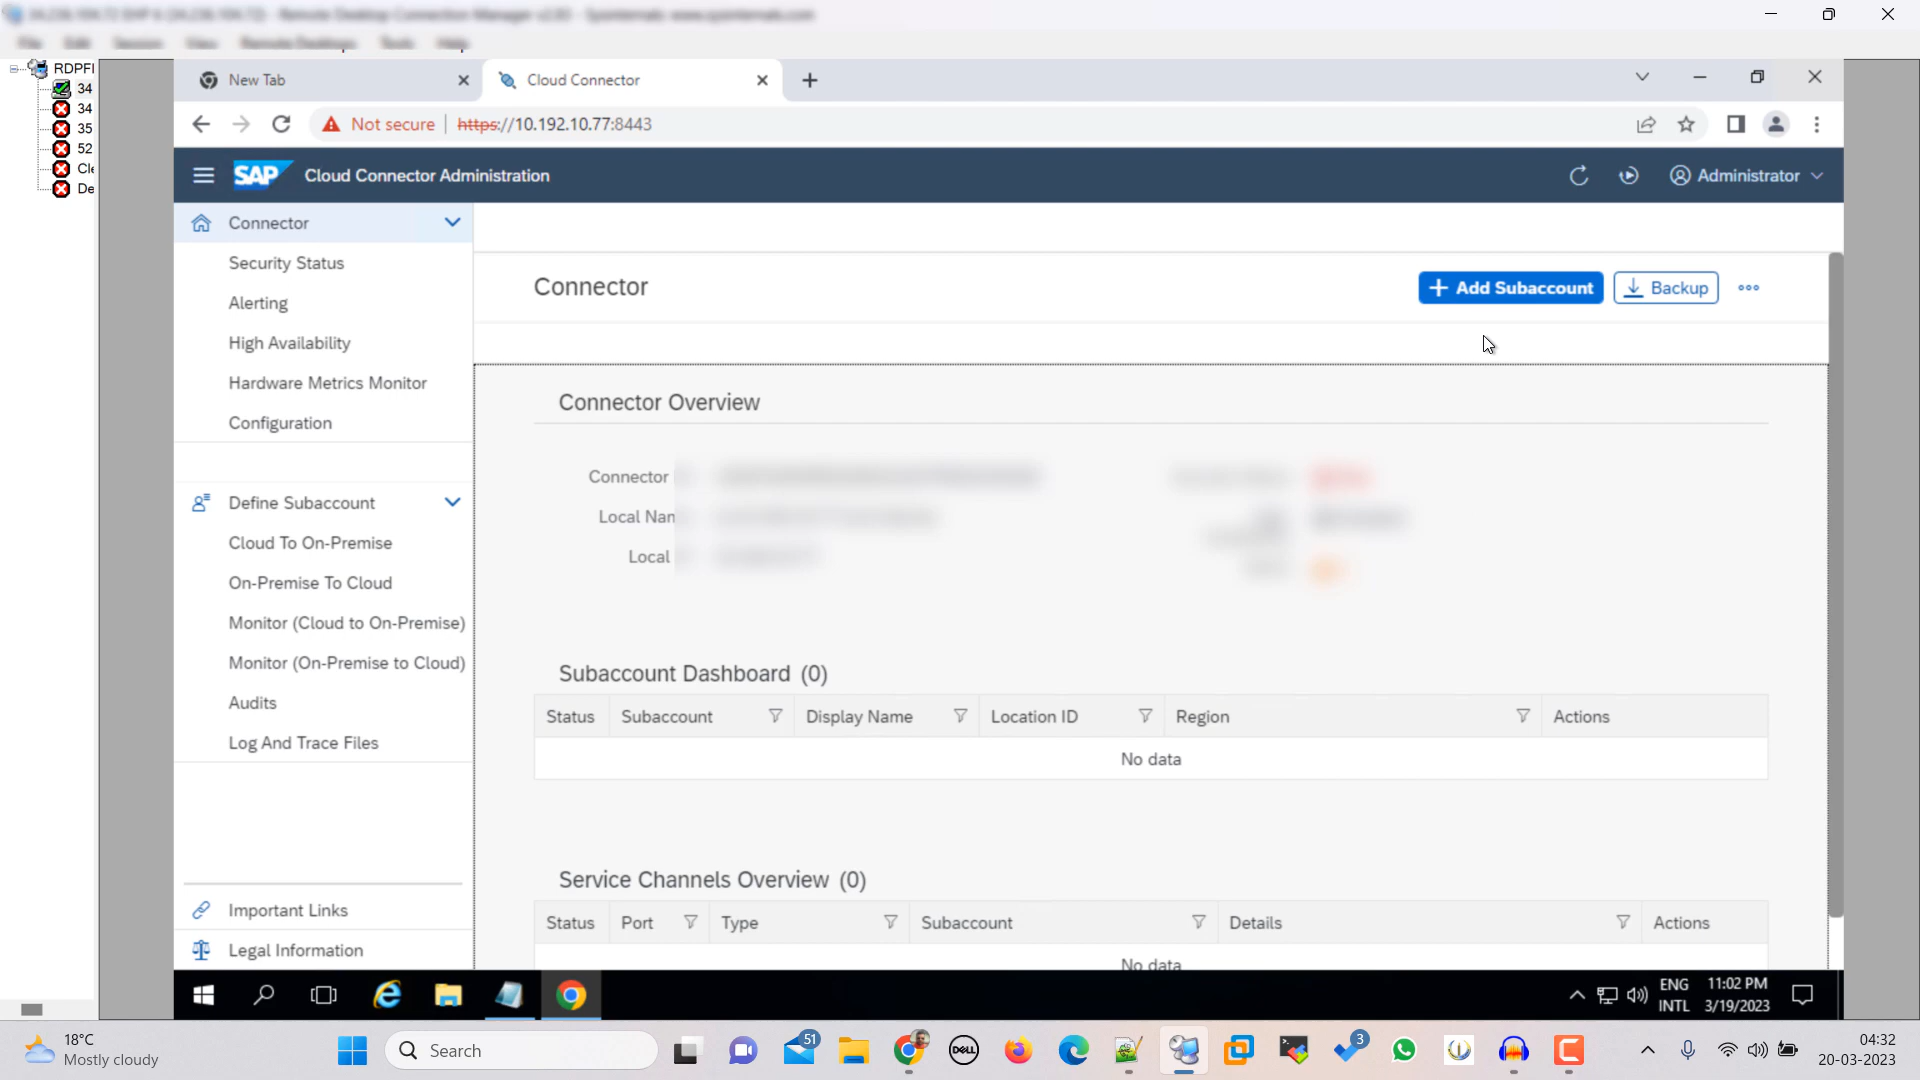 RDPFI
34
34
35
52
Cle
De
New Tab
Cloud Connector
Not secure
https://10.192.10.77:8443
SAP
Cloud Connector Administration
Administrator
Connector
Security Status
Alerting
High Availability
Hardware Metrics Monitor
Configuration
Define Subaccount
Cloud To On-Premise
On-Premise To Cloud
Monitor (Cloud to On-Premise)
Monitor (On-Premise to Cloud)
Audits
Log And Trace Files
Important Links
Legal Information
Connector
Add Subaccount
Backup
Connector Overview
Connector
Local Nam
Local
Subaccount Dashboard (0)
Status Subaccount Display Name Location ID Region Actions
No data
Service Channels Overview (0)
Status Port Type Subaccount Details Actions
No data
ENG
INTL
11:02 PM
3/19/2023
18°C
Mostly cloudy
Search
51
DELL
3
04:32
20-03-2023